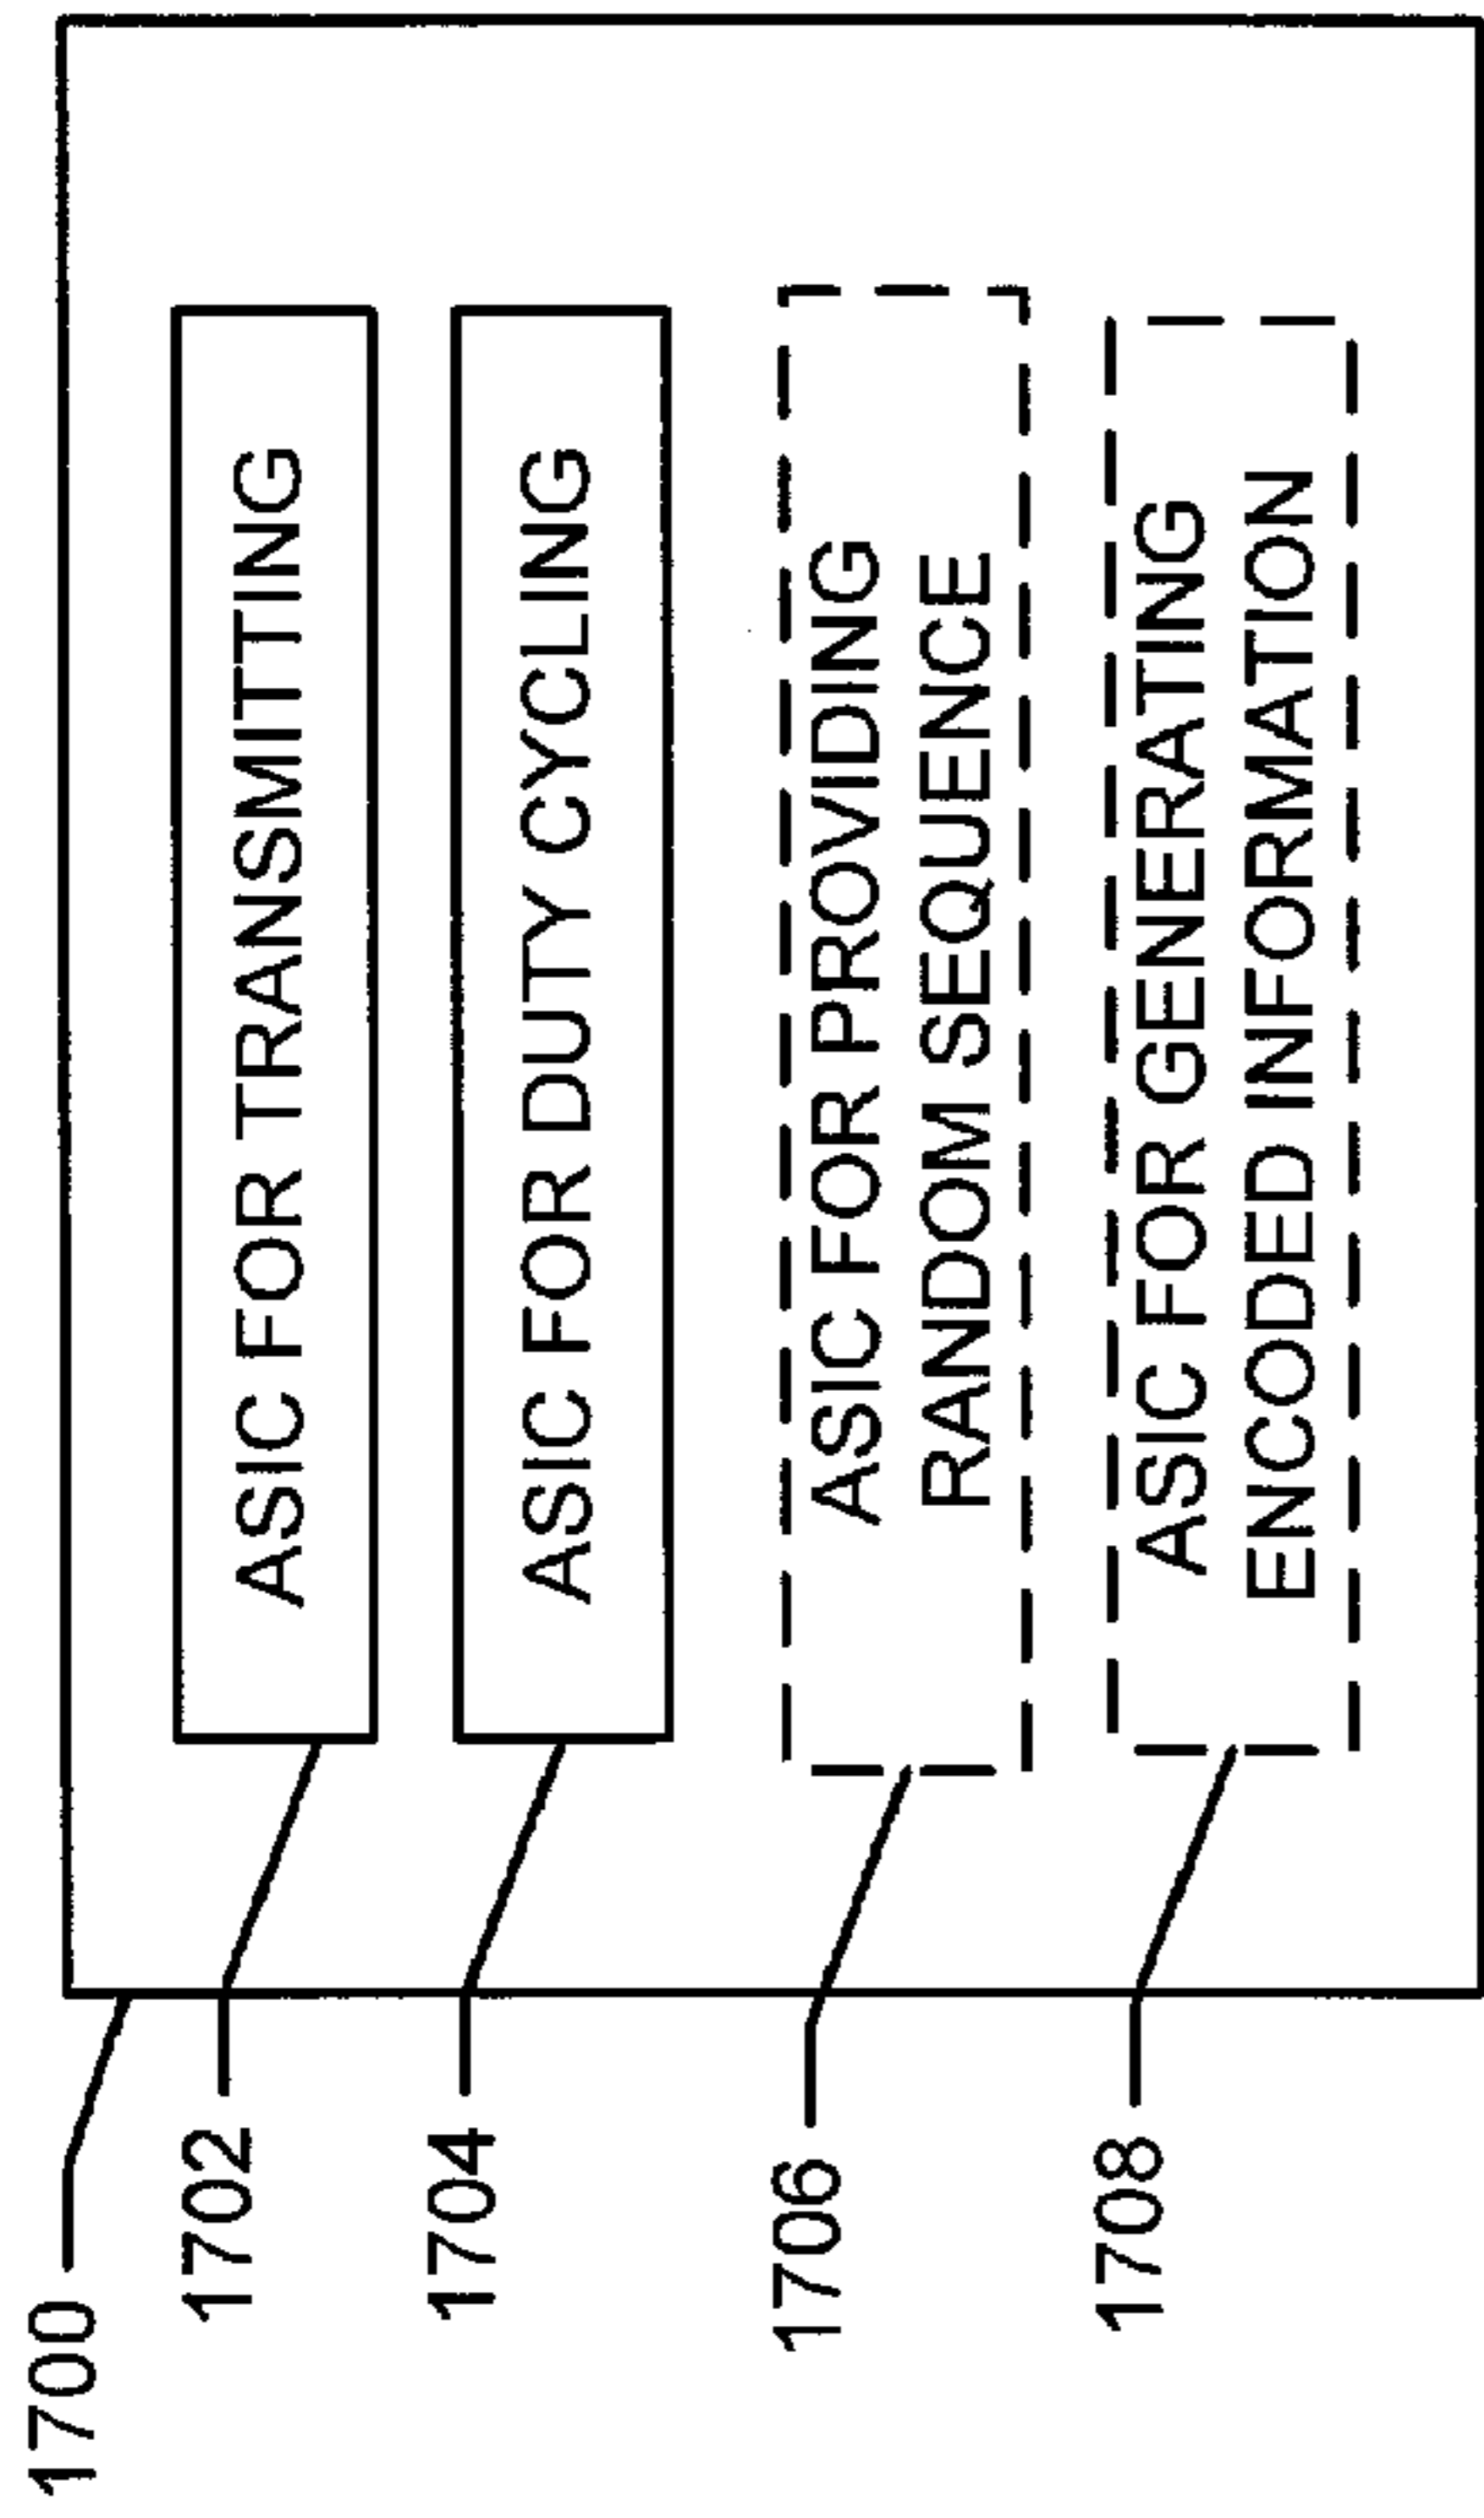 1700
1702
ASIC FOR TRANSMITTING
1704
ASIC FOR DUTY CYCLING
1706
ASIC FOR PROVIDING
RANDOM SEQUENCE
1708
ASIC FOR GENERATING
ENCODED INFORMATION